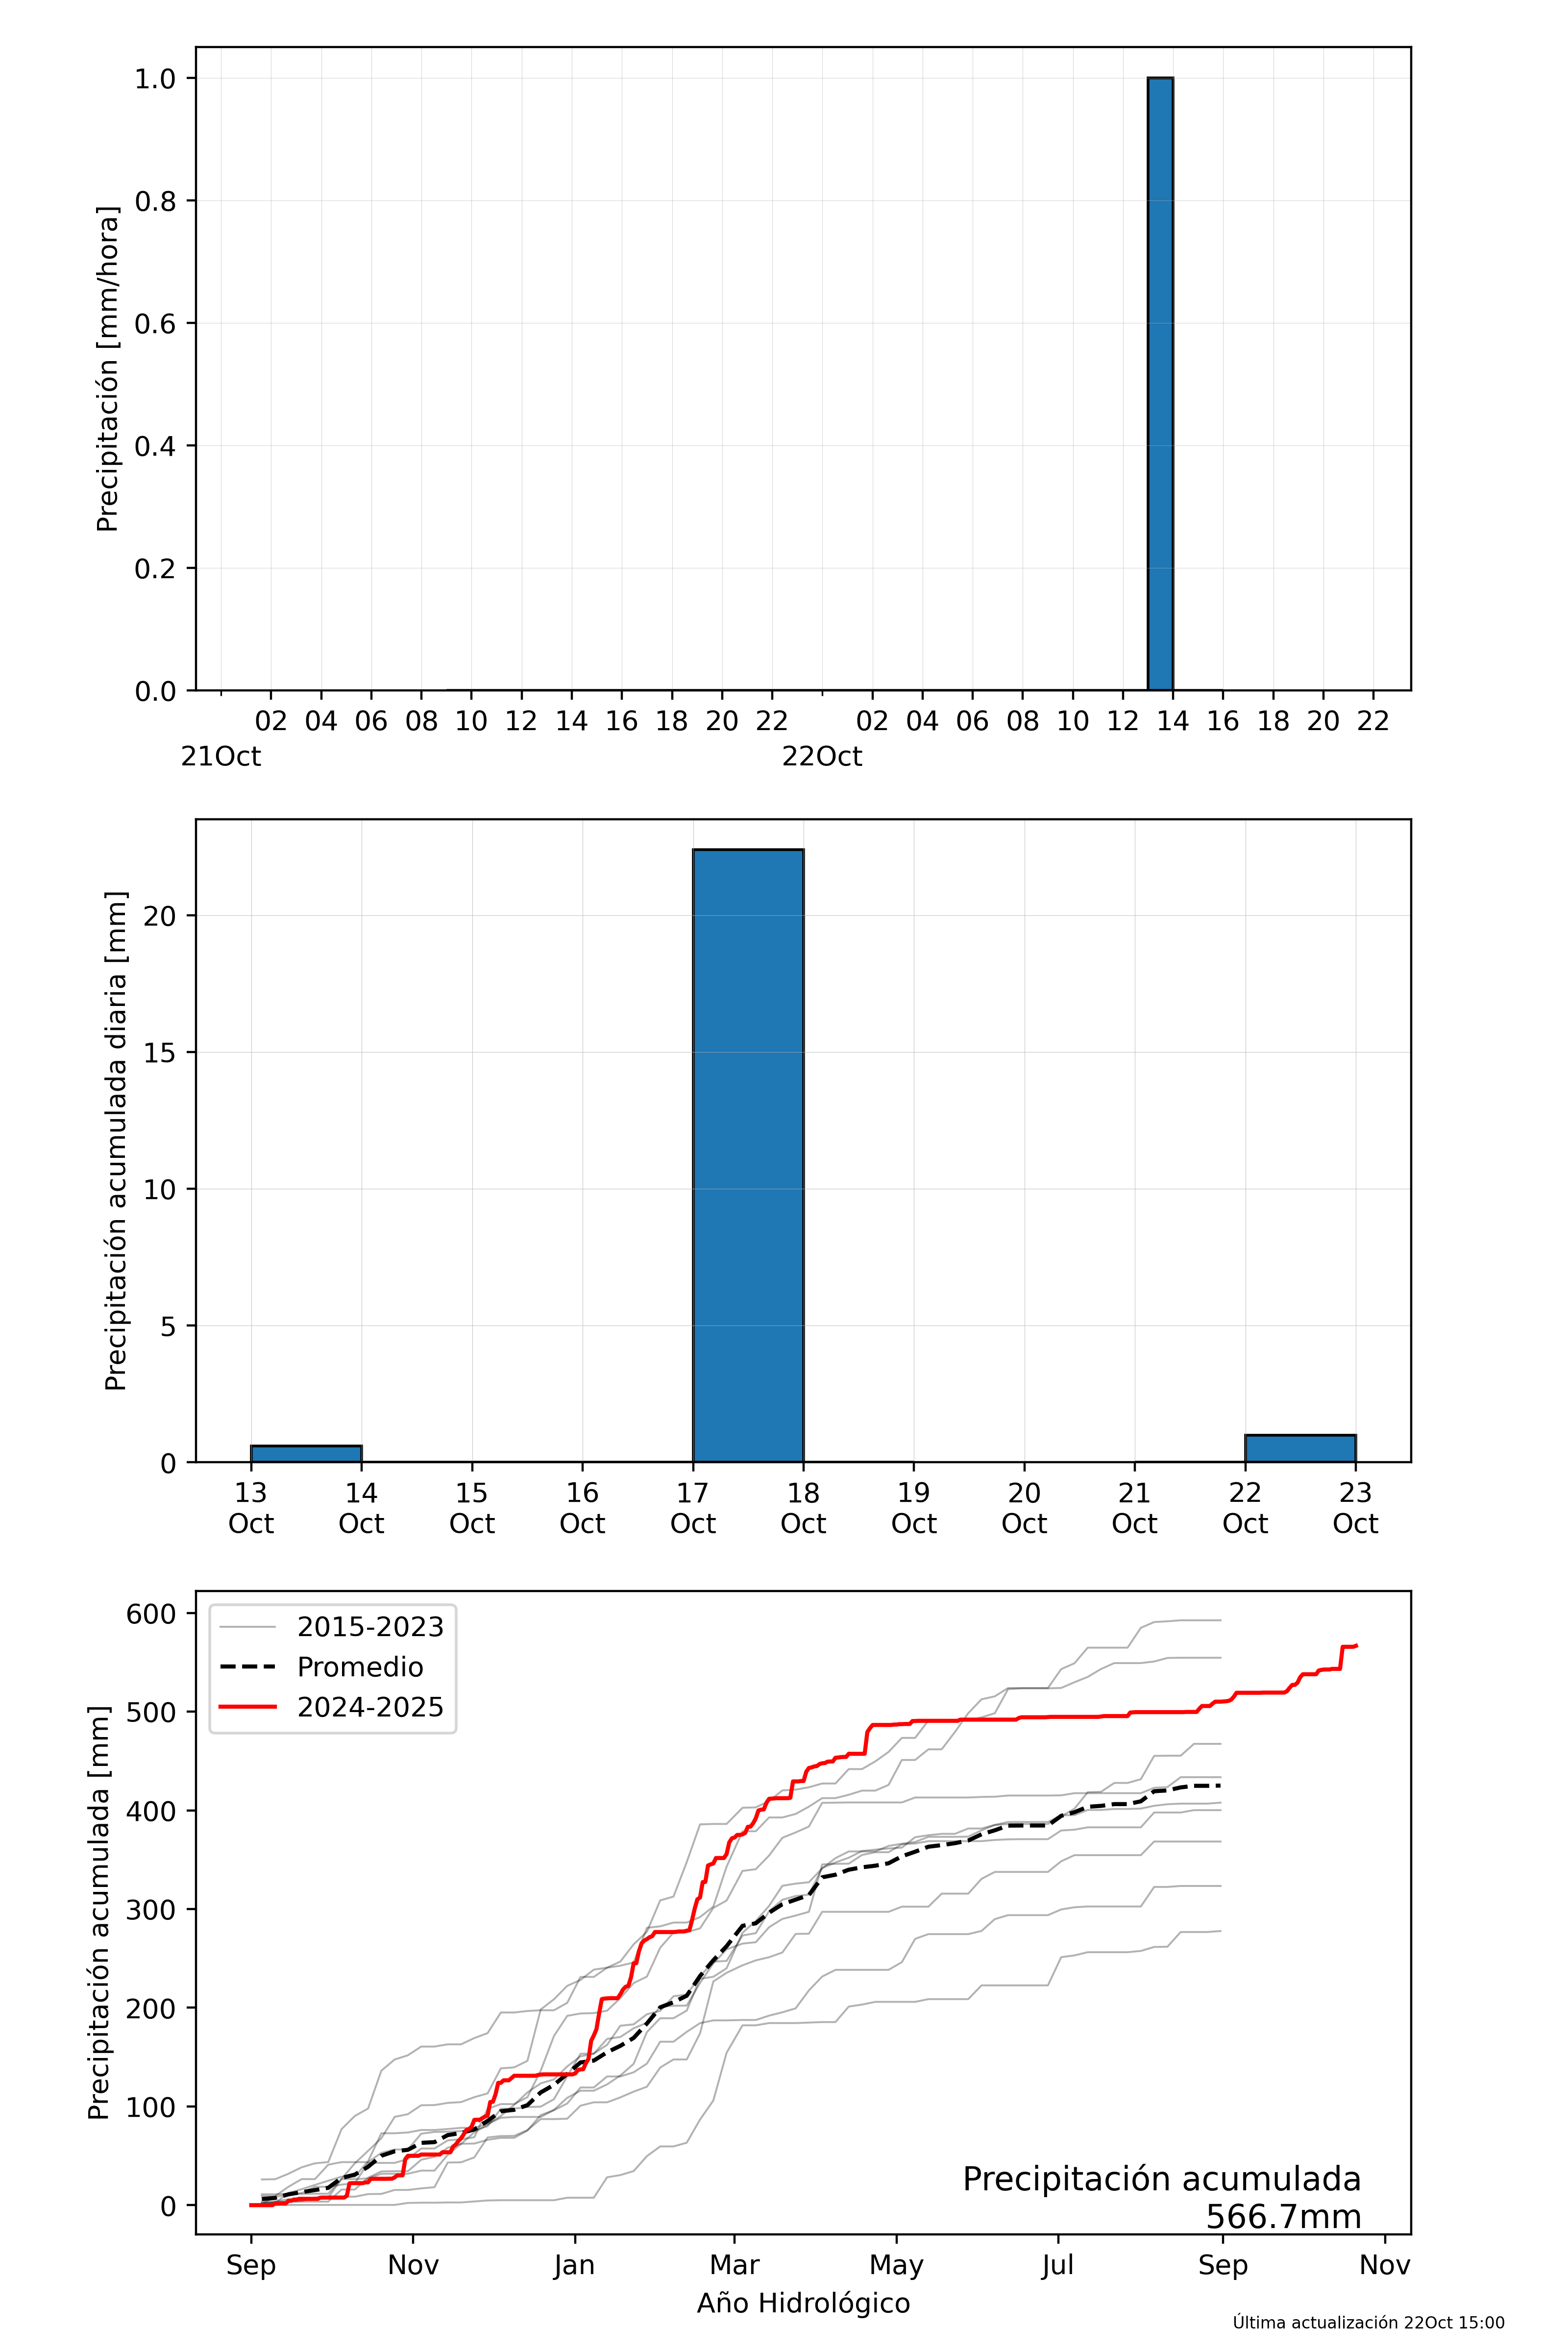 1.0
0.8
0.6
0.4
0.2
0.0
Precipitación [mm/hora]
02 04 06 08 10 12 14 16 18 20 22 02 04 06 08 10 12 14 16 18 20 22
21Oct 22Oct
20
15
10
5
0
Precipitación acumulada diaria [mm]
13 14 15 16 17 18 19 20 21 22 23
Oct Oct Oct Oct Oct Oct Oct Oct Oct Oct Oct
600
500
400
300
200
100
0
Precipitación acumulada [mm]
2015-2023
Promedio
2024-2025
Precipitación acumulada
566.7mm
Sep Nov Jan Mar May Jul Sep Nov
Año Hidrológico
Última actualización 22Oct 15:00